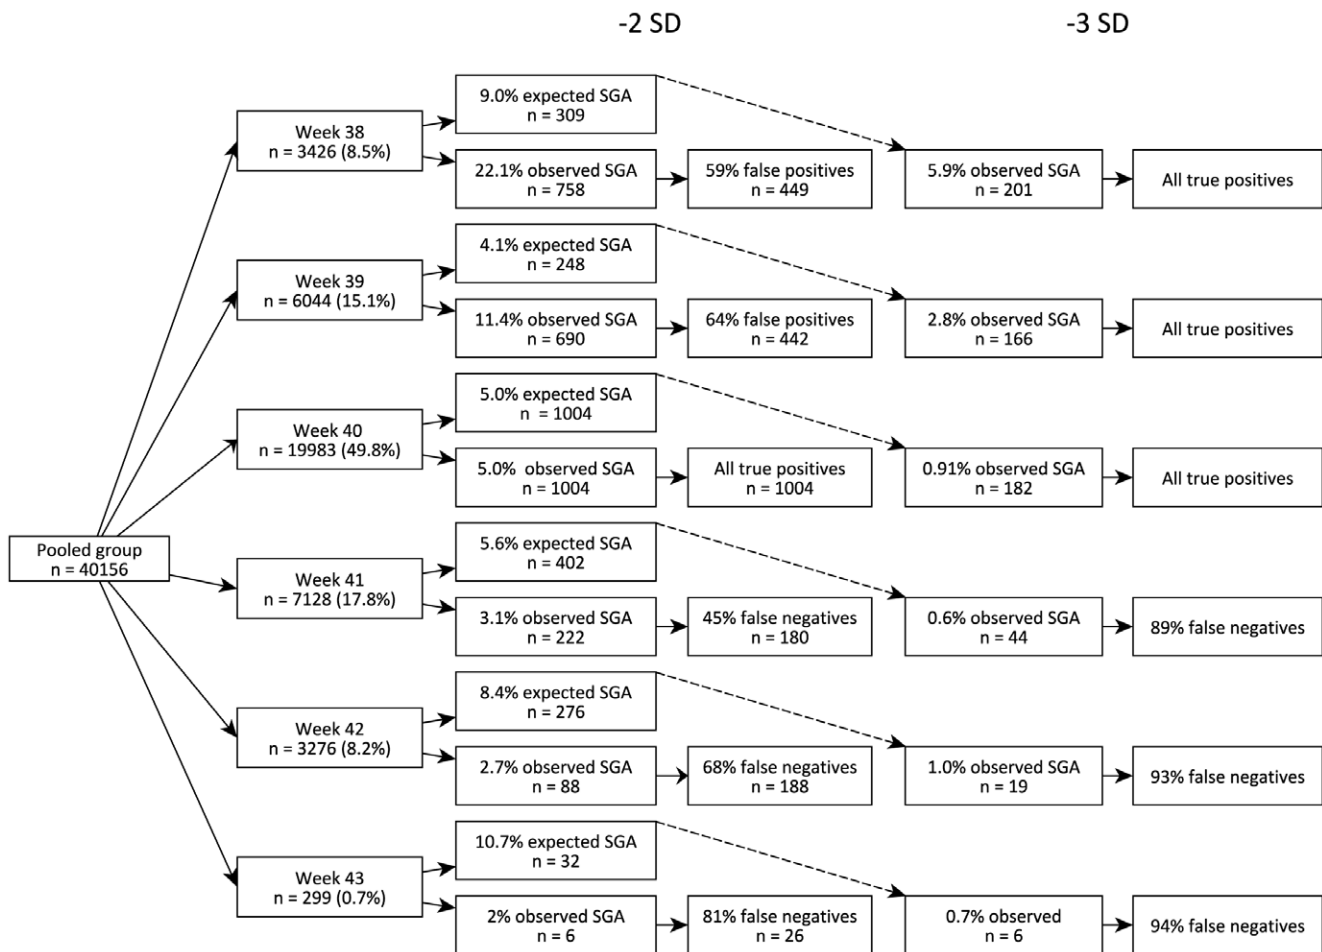 -2 SD
-3 SD
Pooled group
n = 40156
Week 38
n = 3426 (8.5%)
9.0% expected SGA
n = 309
22.1% observed SGA
n = 758
59% false positives
n = 449
5.9% observed SGA
n = 201
All true positives
Week 39
n = 6044 (15.1%)
4.1% expected SGA
n = 248
11.4% observed SGA
n = 690
64% false positives
n = 442
2.8% observed SGA
n = 166
All true positives
Week 40
n = 19983 (49.8%)
5.0% expected SGA
n = 1004
5.0% observed SGA
n = 1004
All true positives
n = 1004
0.91% observed SGA
n = 182
All true positives
Week 41
n = 7128 (17.8%)
5.6% expected SGA
n = 402
3.1% observed SGA
n = 222
45% false negatives
n = 180
0.6% observed SGA
n = 44
89% false negatives
Week 42
n = 3276 (8.2%)
8.4% expected SGA
n = 276
2.7% observed SGA
n = 88
68% false negatives
n = 188
1.0% observed SGA
n = 19
93% false negatives
Week 43
n = 299 (0.7%)
10.7% expected SGA
n = 32
2% observed SGA
n = 6
81% false negatives
n = 26
0.7% observed
n = 6
94% false negatives